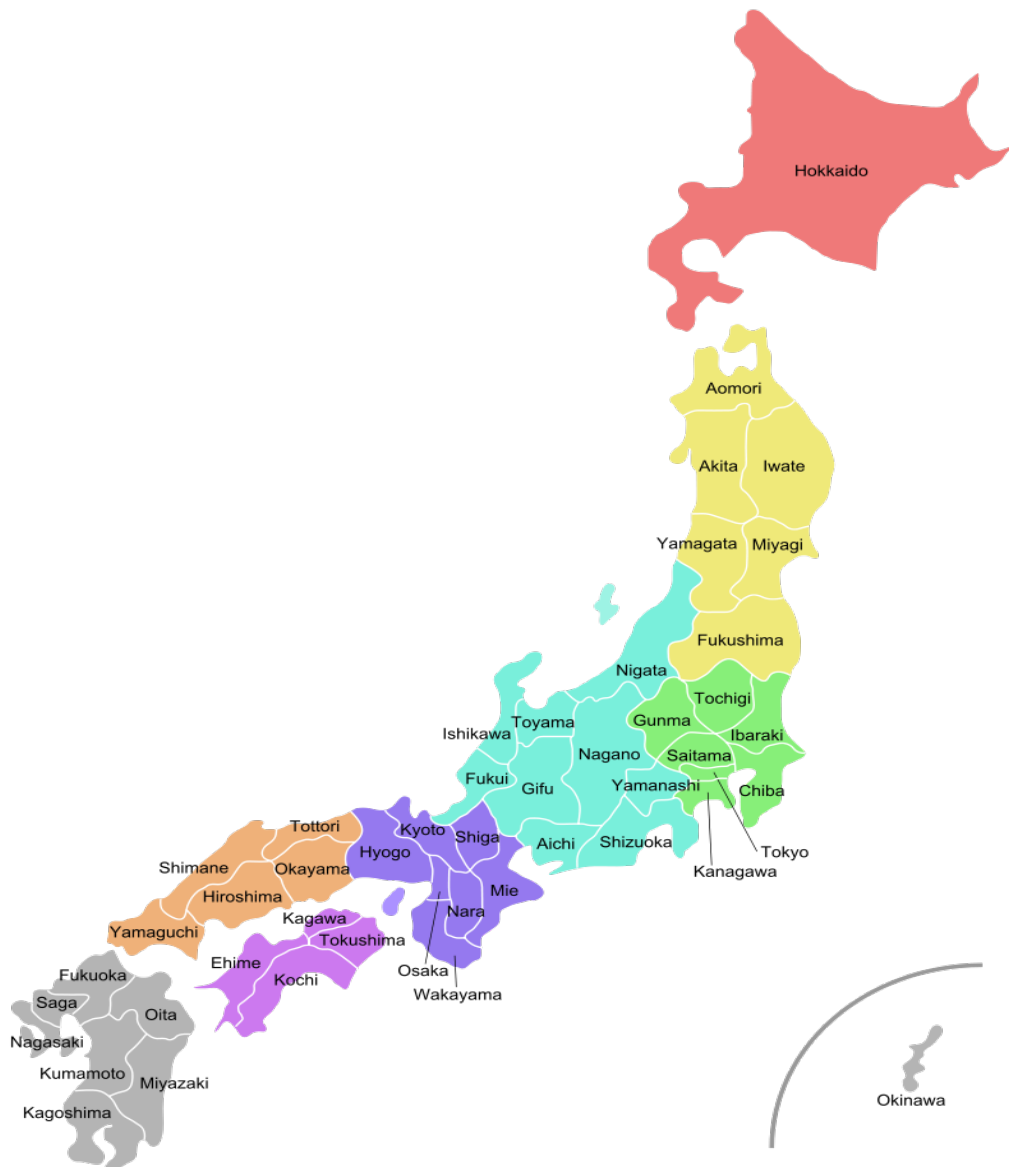 Hokkaido
Aomori
Akita
Iwate
Yamagata
Miyagi
Fukushima
Nigata
Tochigi
Gunma
Ibaraki
Ishikawa
Toyama
Nagano
Saitama
Fukui
Gifu
Yamanashi
Chiba
Tottori
Kyoto
Shiga
Aichi
Shizuoka
Tokyo
Hyogo
Kanagawa
Shimane
Okayama
Hiroshima
Mie
Nara
Kagawa
Yamaguchi
Tokushima
Ehime
Osaka
Kochi
Wakayama
Fukuoka
Saga
Oita
Nagasaki
Kumamoto
Miyazaki
Kagoshima
Okinawa